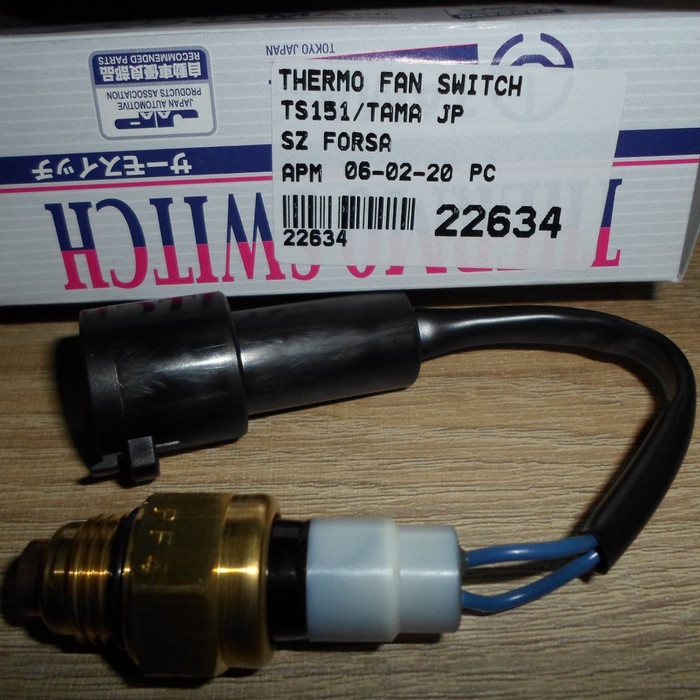 THERMO FAN SWITCH
TS151/TAMA JP
SZ FORSA
APM 06-02-20 PC
22634
22634
TOKYO JAPAN
JAPAN AUTOMOTIVE
PRODUCTS ASSOCIATION
自動車優良部品
RECOMMENDED PARTS
サーモスイッチ
THERMO SWITCH
PF4